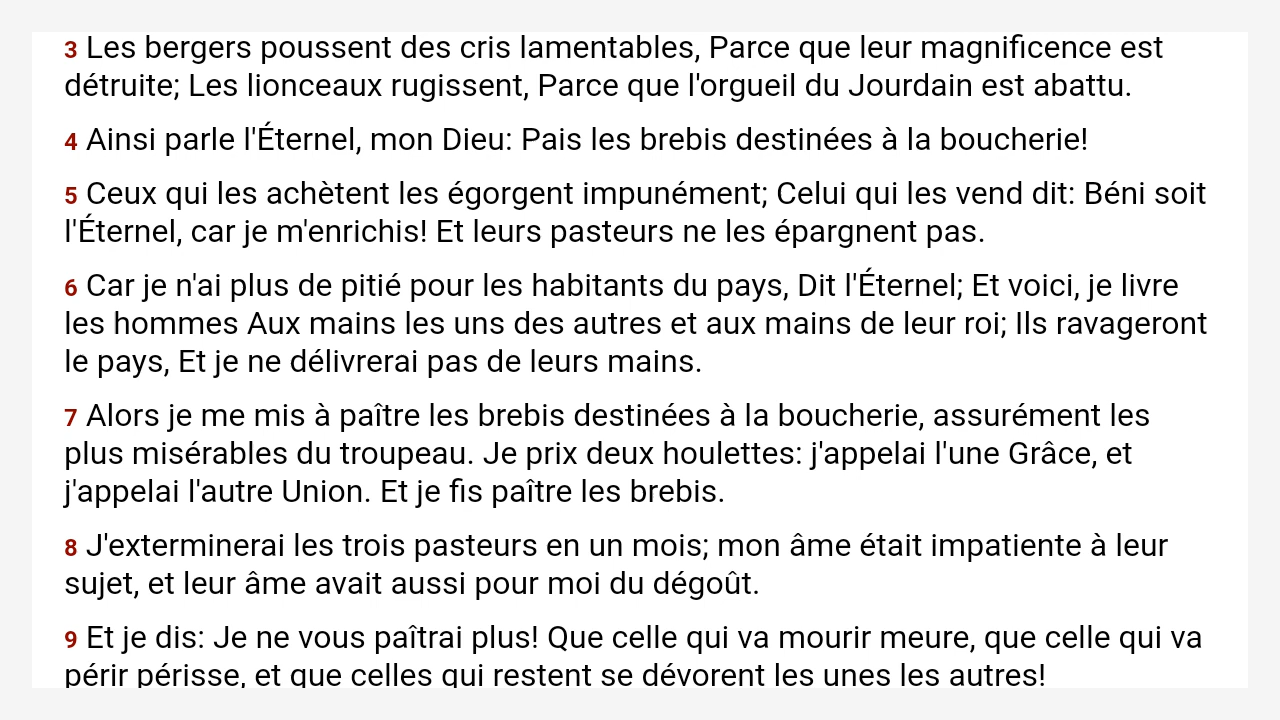 3 Les bergers poussent des cris lamentables, Parce que leur magnificence est
détruite; Les lionceaux rugissent, Parce que l'orgueil du Jourdain est abattu.
4 Ainsi parle l'Éternel, mon Dieu: Pais les brebis destinées à la boucherie!
5 Ceux qui les achètent les égorgent impunément; Celui qui les vend dit: Béni soit
l'Éternel, car je m'enrichis! Et leurs pasteurs ne les épargnent pas.
6 Car je n'ai plus de pitié pour les habitants du pays, Dit l'Éternel; Et voici, je livre
les hommes Aux mains les uns des autres et aux mains de leur roi; Ils ravageront
le pays, Et je ne délivrerai pas de leurs mains.
7 Alors je me mis à paître les brebis destinées à la boucherie, assurément les
plus misérables du troupeau. Je prix deux houlettes: j'appelai l'une Grâce, et
j'appelai l'autre Union. Et je fis paître les brebis.
8 J'exterminerai les trois pasteurs en un mois; mon âme était impatiente à leur
sujet, et leur âme avait aussi pour moi du dégoût.
9 Et je dis: Je ne vous paîtrai plus! Que celle qui va mourir meure, que celle qui va
périr périsse, et que celles qui restent se dévorent les unes les autres!